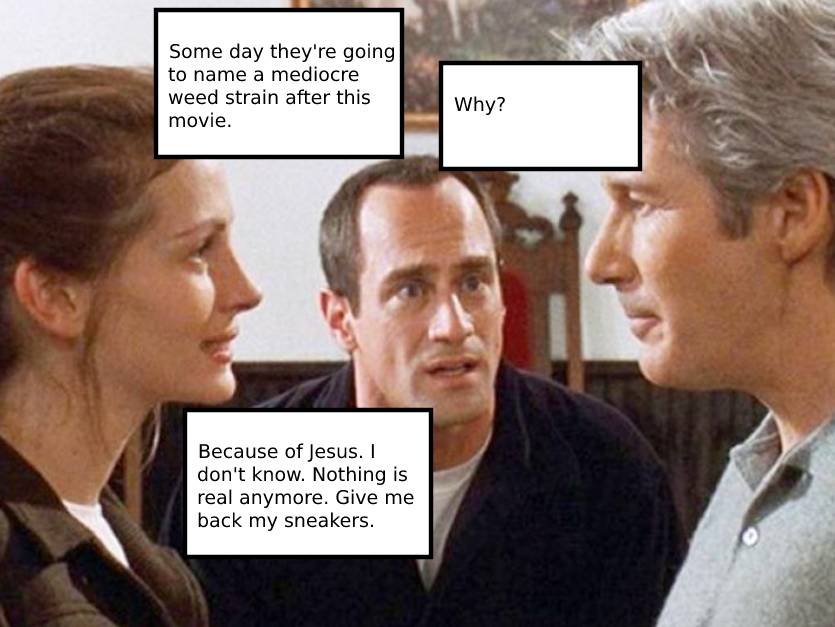 Some day they're going
to name a mediocre
weed strain after this
movie.
Why?
Because of Jesus. I
don't know. Nothing is
real anymore. Give me
back my sneakers.